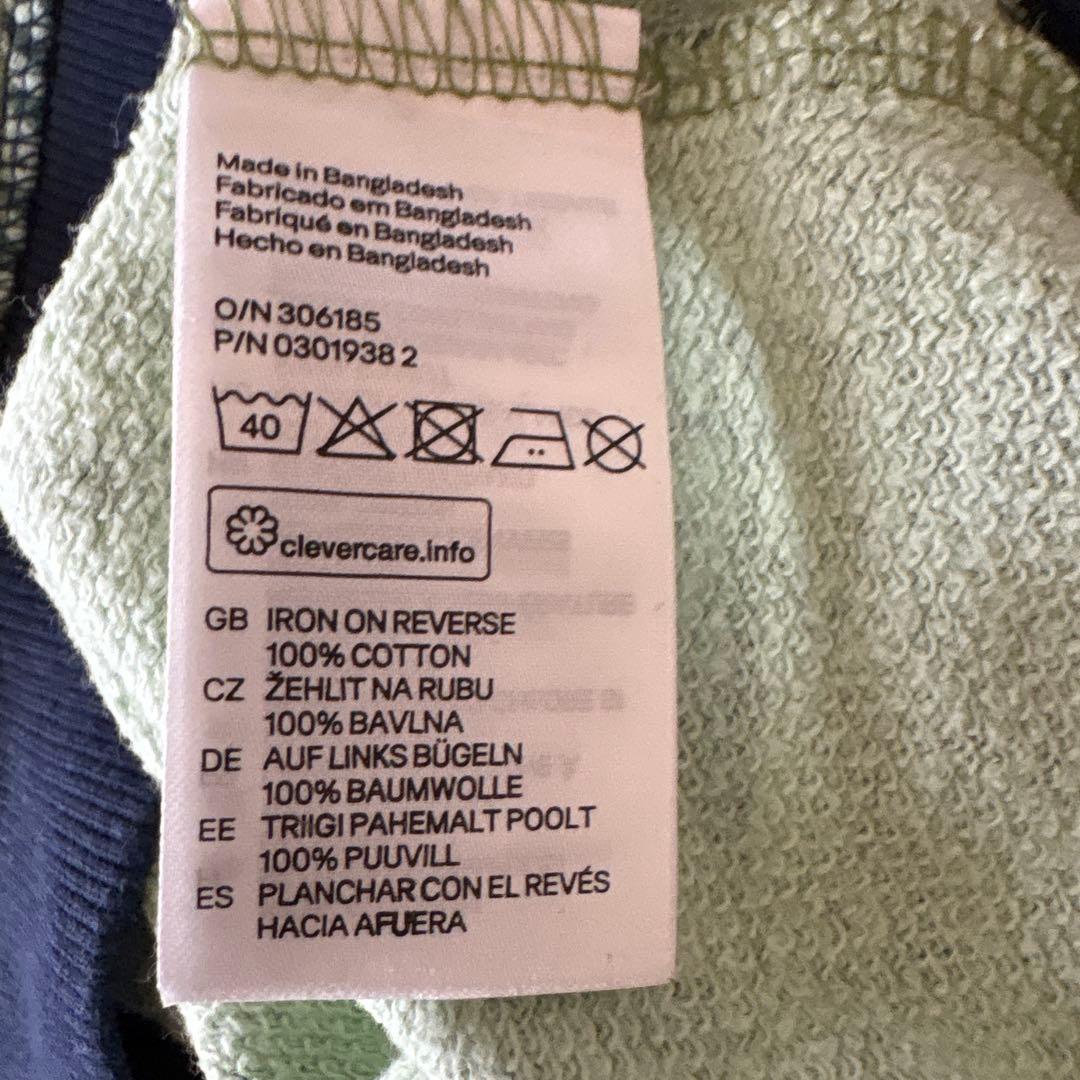 Made in Bangladesh
Fabricado em Bangladesh
Fabriqué en Bangladesh
Hecho en Bangladesh
O/N 306185
P/N 0301938 2
40
clevercare.info
GB IRON ON REVERSE
100% COTTON
CZ ŽEHLIT NA RUBU
100% BAVLNA
DE AUF LINKS BÜGELN
100% BAUMWOLLE
EE TRIIGI PAHEMALT POOLT
100% PUUVILL
ES PLANCHAR CON EL REVÉS
HACIA AFUERA